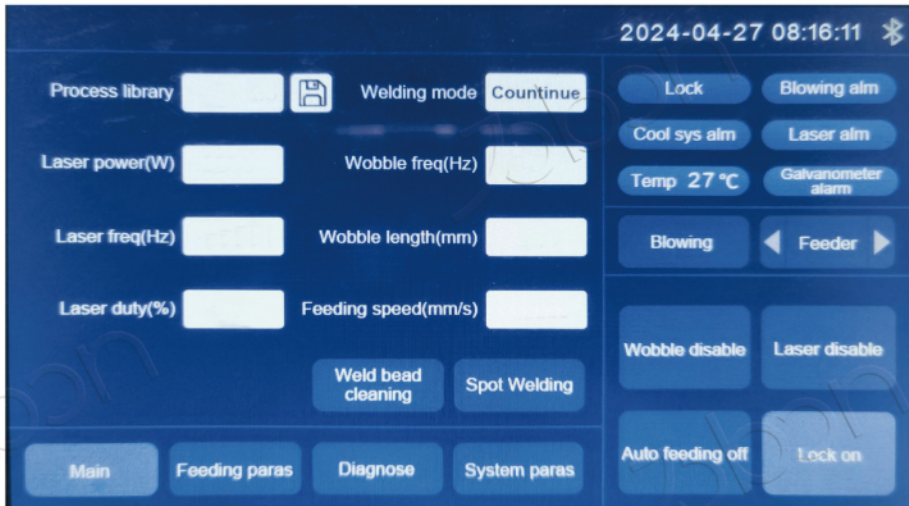 2024-04-27 08:16:11
Process library
Welding mode Countinue
Lock
Blowing alm
Cool sys alm
Laser alm
Laser power(W)
Wobble freq(Hz)
Temp 27°C
Galvanometer
alarm
Laser freq(Hz)
Wobble length(mm)
Blowing
Feeder
Laser duty(%)
Feeding speed(mm/s)
Wobble disable
Laser disable
Weld bead
cleaning
Spot Welding
Main
Feeding paras
Diagnose
System paras
Auto feeding off
Lock on